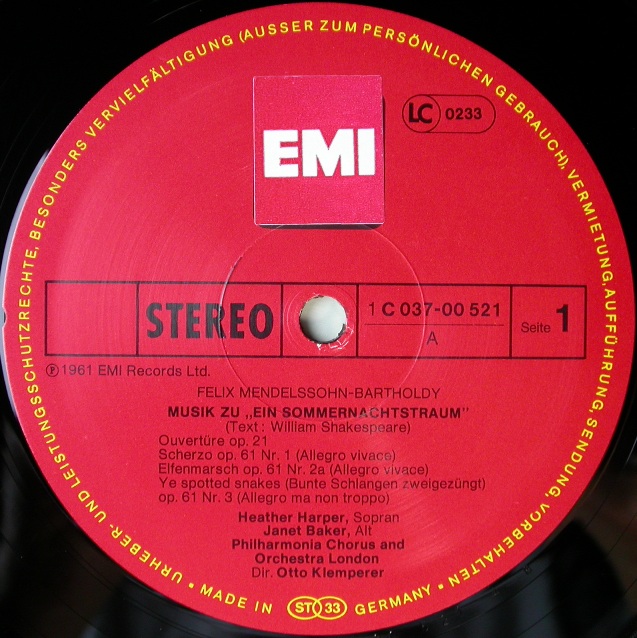 URHEBER- UND LEISTUNGSSCHUTZRECHTE, BESONDERS VERVIELFÄLTIGUNG (AUSSER ZUM PERSÖNLICHEN GEBRAUCH), VERMIETUNG, AUFFÜHRUNG, SENDUNG, VORBEHALTEN
EMI
LC 0233
STEREO
1 C 037-00 521
A
Seite 1
Ⓟ 1961 EMI Records Ltd.
FELIX MENDELSSOHN-BARTHOLDY
MUSIK ZU „EIN SOMMERNACHTSTRAUM"
(Text: William Shakespeare)
Ouvertüre op. 21
Scherzo op. 61 Nr. 1 (Allegro vivace)
Elfenmarsch op. 61 Nr. 2a (Allegro vivace)
Ye spotted snakes (Bunte Schlangen zweigezüngt)
op. 61 Nr. 3 (Allegro ma non troppo)
Heather Harper, Sopran
Janet Baker, Alt
Philharmonia Chorus and
Orchestra London
Dir. Otto Klemperer
• MADE IN ST 33 GERMANY •